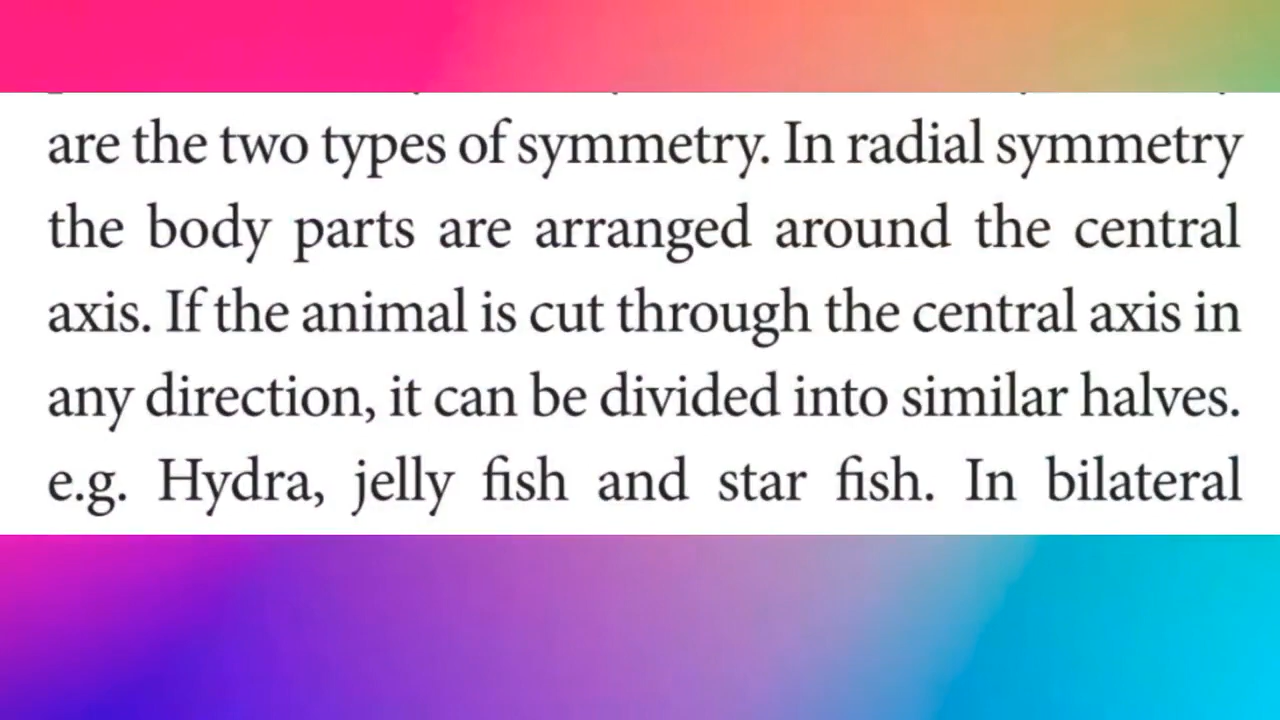 are the two types of symmetry. In radial symmetry
the body parts are arranged around the central
axis. If the animal is cut through the central axis in
any direction, it can be divided into similar halves.
e.g. Hydra, jelly fish and star fish. In bilateral